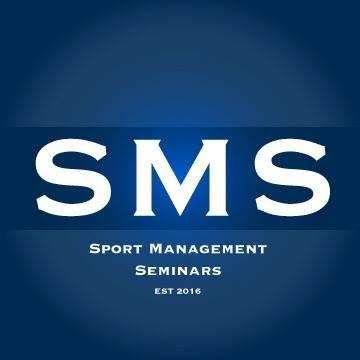 SMS
Sport Management
Seminars
EST 2016